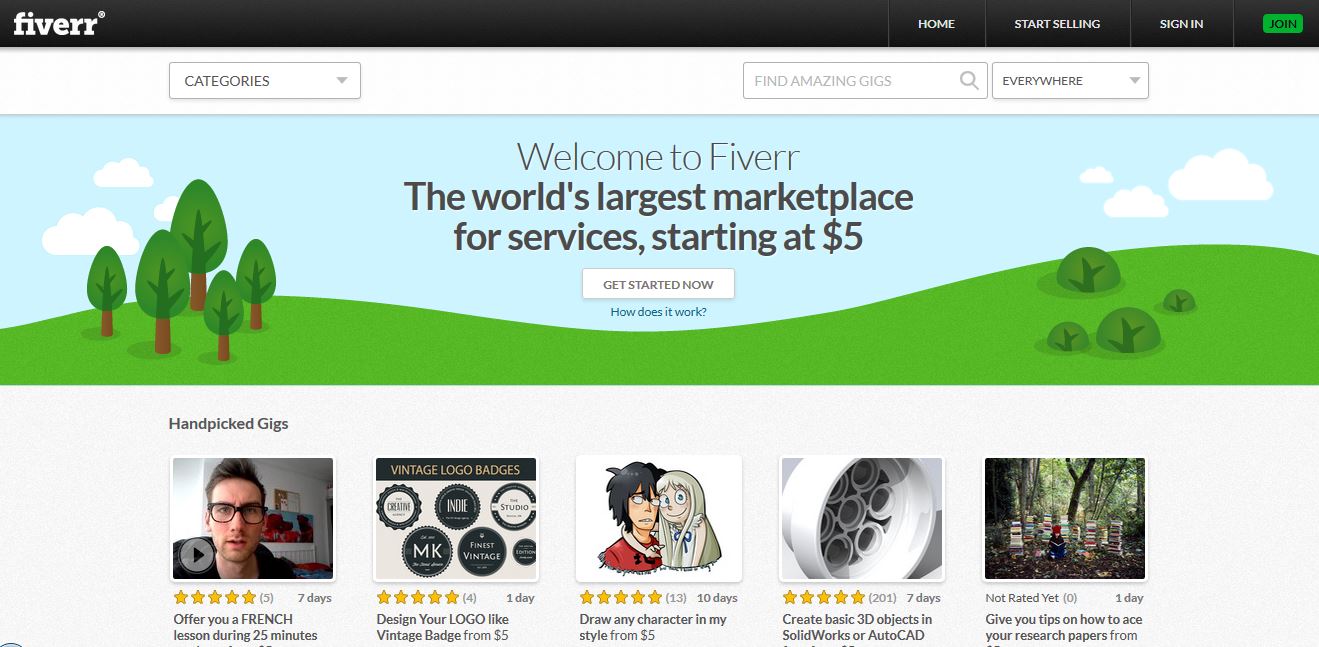 fiverr®
HOME
START SELLING
SIGN IN
JOIN
CATEGORIES
FIND AMAZING GIGS
EVERYWHERE
Welcome to Fiverr
The world's largest marketplace
for services, starting at $5
GET STARTED NOW
How does it work?
Handpicked Gigs
VINTAGE LOGO BADGES
THE
CREATIVE
AGENCY
INDIE
THE
STUDIO
Est. 2012
MK
FINEST
VINTAGE
EDITION
(5) 7 days
Offer you a FRENCH
lesson during 25 minutes
(4) 1 day
Design Your LOGO like
Vintage Badge from $5
(13) 10 days
Draw any character in my
style from $5
(201) 7 days
Create basic 3D objects in
SolidWorks or AutoCAD
Not Rated Yet (0) 1 day
Give you tips on how to ace
your research papers from